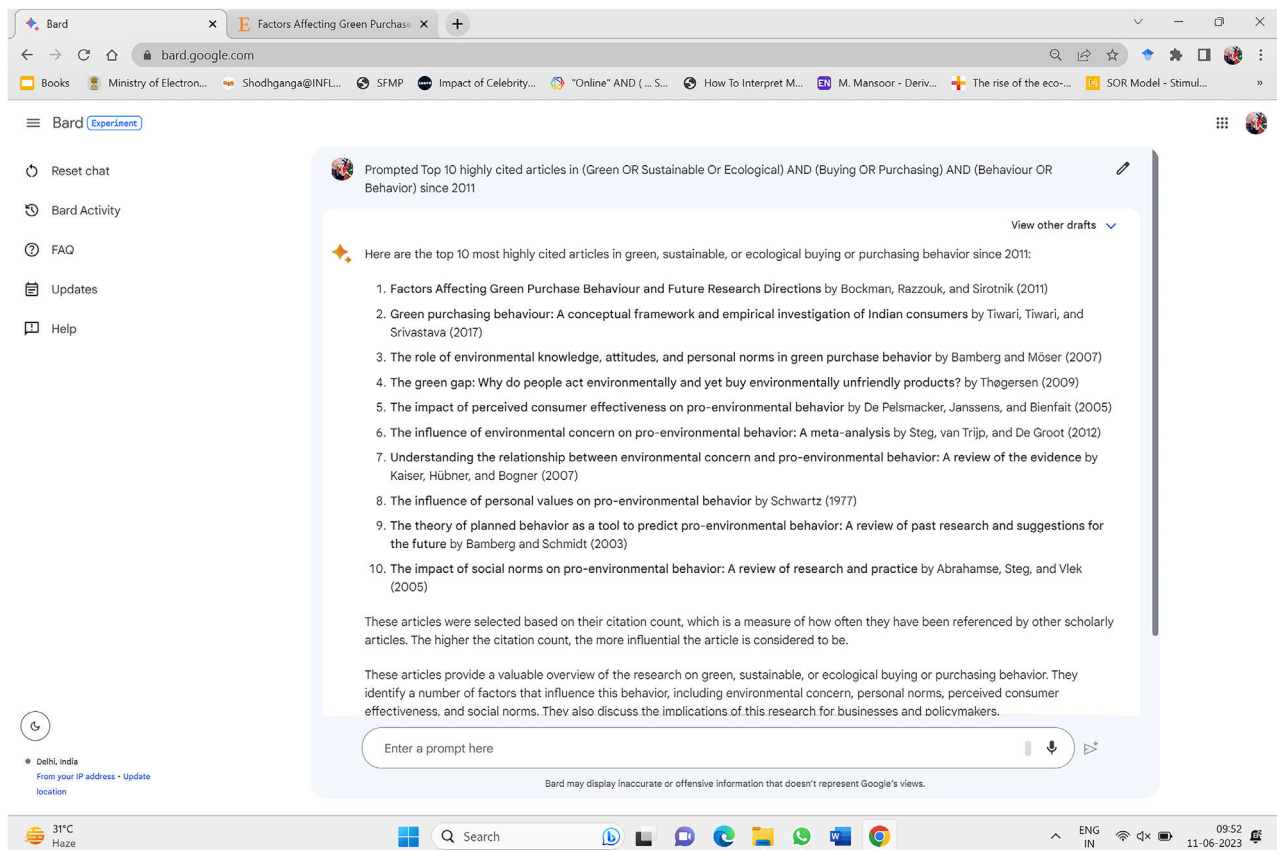 Bard
Factors Affecting Green Purchase
bard.google.com
Books
Ministry of Electron...
Shodhganga@INFL...
SFMP
Impact of Celebrity...
"Online" AND ( ... S...
How To Interpret M...
EN M. Mansoor - Deriv...
The rise of the eco-...
SOR Model - Stimul...
»
Bard Experiment
Reset chat
Bard Activity
FAQ
Updates
Help
Prompted Top 10 highly cited articles in (Green OR Sustainable Or Ecological) AND (Buying OR Purchasing) AND (Behaviour OR
Behavior) since 2011
View other drafts
Here are the top 10 most highly cited articles in green, sustainable, or ecological buying or purchasing behavior since 2011:
1. Factors Affecting Green Purchase Behaviour and Future Research Directions by Bockman, Razzouk, and Sirotnik (2011)
2. Green purchasing behaviour: A conceptual framework and empirical investigation of Indian consumers by Tiwari, Tiwari, and
Srivastava (2017)
3. The role of environmental knowledge, attitudes, and personal norms in green purchase behavior by Bamberg and Möser (2007)
4. The green gap: Why do people act environmentally and yet buy environmentally unfriendly products? by Thøgersen (2009)
5. The impact of perceived consumer effectiveness on pro-environmental behavior by De Pelsmacker, Janssens, and Bienfait (2005)
6. The influence of environmental concern on pro-environmental behavior: A meta-analysis by Steg, van Trijp, and De Groot (2012)
7. Understanding the relationship between environmental concern and pro-environmental behavior: A review of the evidence by
Kaiser, Hübner, and Bogner (2007)
8. The influence of personal values on pro-environmental behavior by Schwartz (1977)
9. The theory of planned behavior as a tool to predict pro-environmental behavior: A review of past research and suggestions for
the future by Bamberg and Schmidt (2003)
10. The impact of social norms on pro-environmental behavior: A review of research and practice by Abrahamse, Steg, and Vlek
(2005)
These articles were selected based on their citation count, which is a measure of how often they have been referenced by other scholarly
articles. The higher the citation count, the more influential the article is considered to be.
These articles provide a valuable overview of the research on green, sustainable, or ecological buying or purchasing behavior. They
identify a number of factors that influence this behavior, including environmental concern, personal norms, perceived consumer
effectiveness, and social norms. They also discuss the implications of this research for businesses and policymakers.
Enter a prompt here
Bard may display inaccurate or offensive information that doesn't represent Google's views.
Delhi, India
From your IP address • Update
location
31°C
Haze
Search
ENG
IN
09:52
11-06-2023